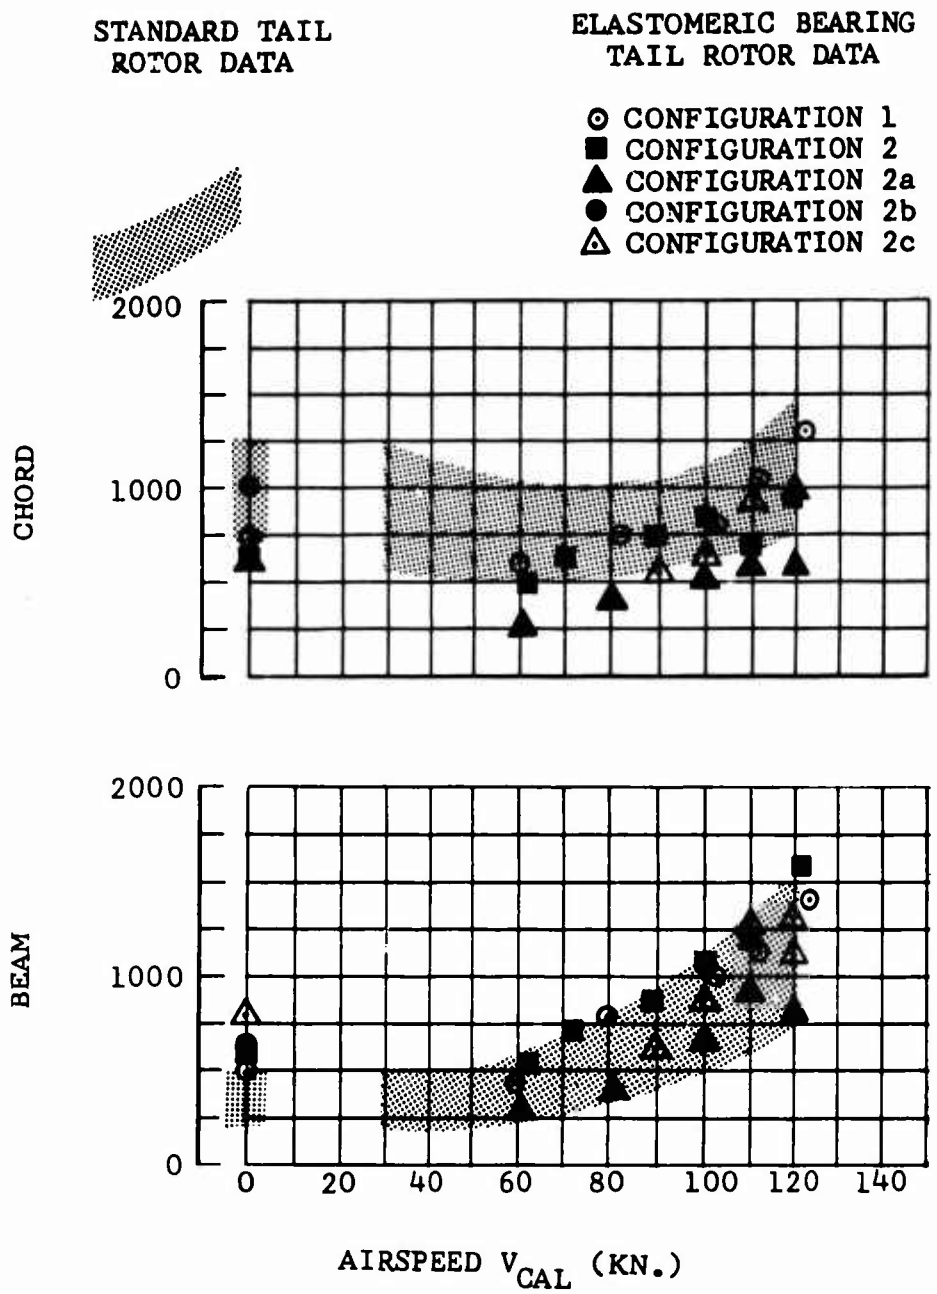 STANDARD TAIL
ROTOR DATA
ELASTOMERIC BEARING
TAIL ROTOR DATA
CONFIGURATION 1
CONFIGURATION 2
CONFIGURATION 2a
CONFIGURATION 2b
CONFIGURATION 2c
CHORD
2000
1000
0
BEAM
2000
1000
0
0 20 40 60 80 100 120 140
AIRSPEED VCAL (KN.)